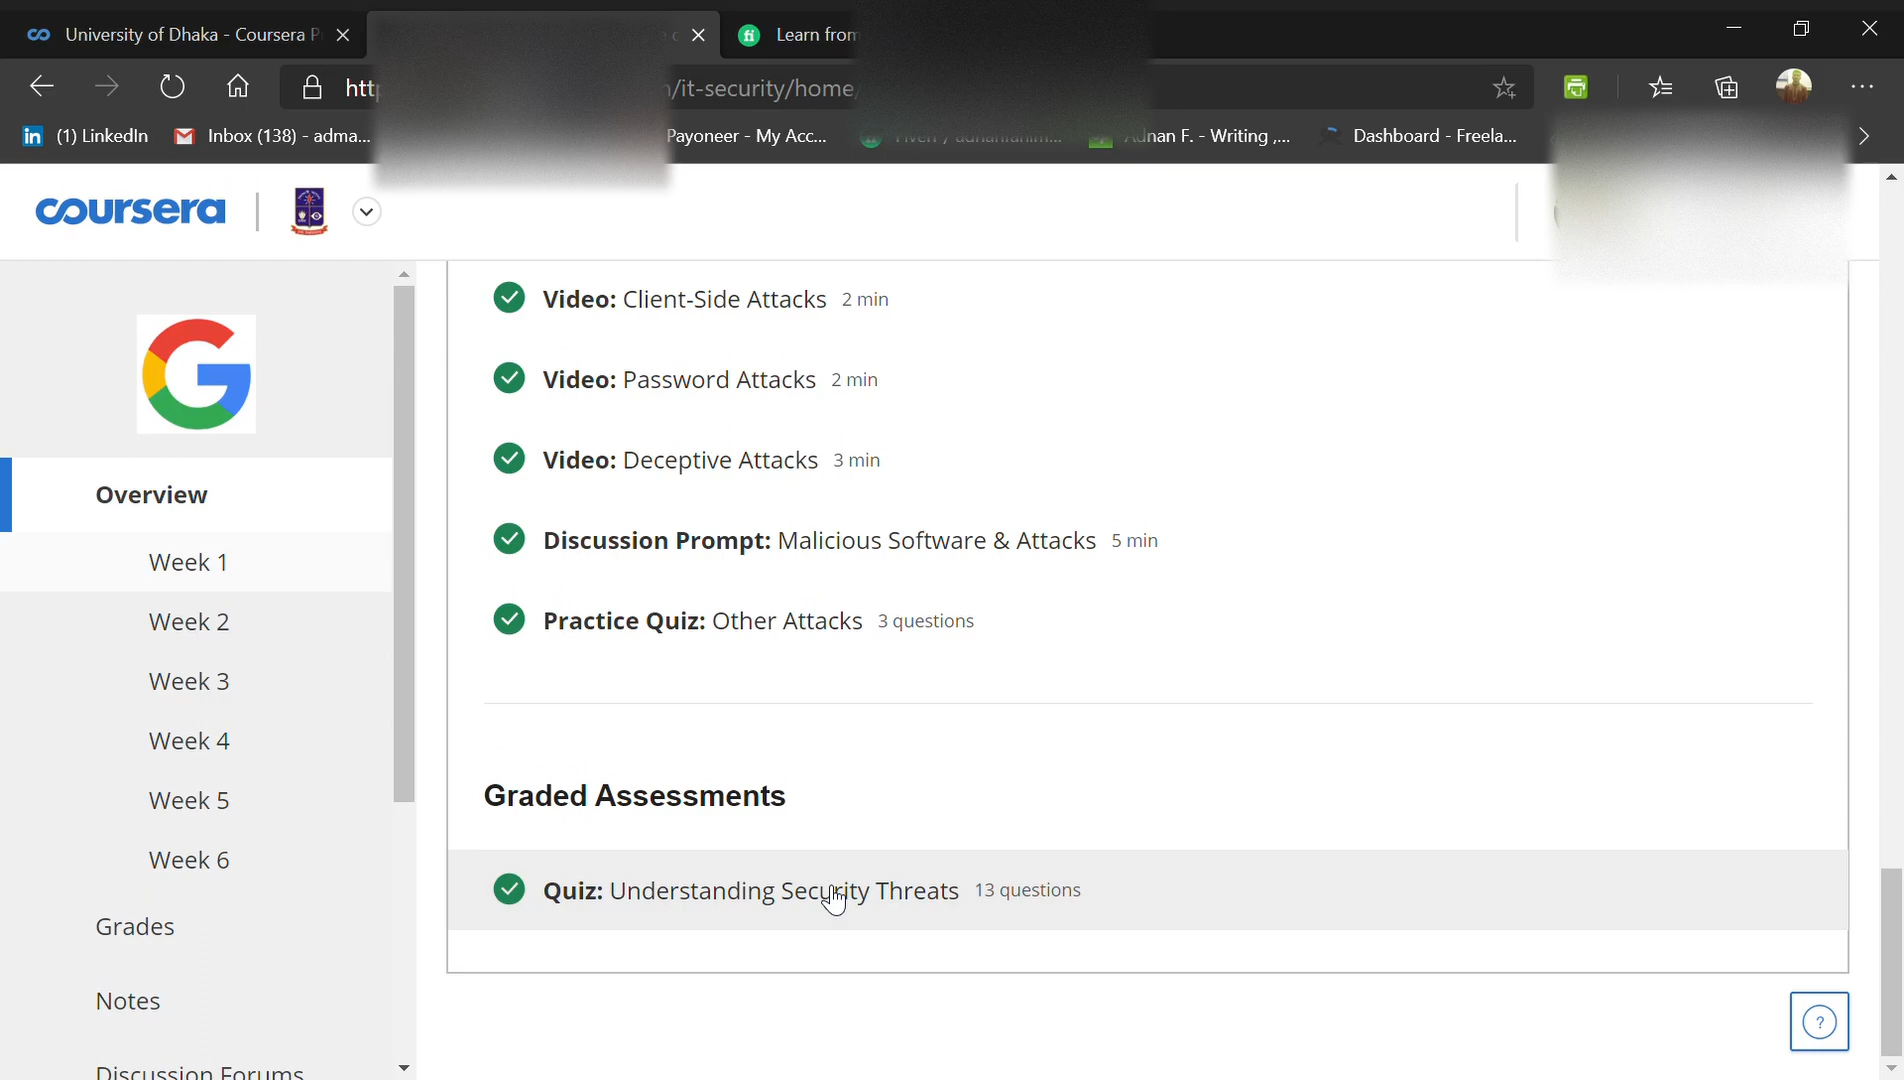 University of Dhaka - Coursera P
Learn from
/it-security/home/
(1) LinkedIn
Inbox (138) - adma...
Payoneer - My Acc...
F. - Writing ,...
Dashboard - Freela...
coursera
Video: Client-Side Attacks 2 min
Video: Password Attacks 2 min
Video: Deceptive Attacks 3 min
Discussion Prompt: Malicious Software & Attacks 5 min
Practice Quiz: Other Attacks 3 questions
Graded Assessments
Quiz: Understanding Security Threats 13 questions
Overview
Week 1
Week 2
Week 3
Week 4
Week 5
Week 6
Grades
Notes
Discussion Forums
?